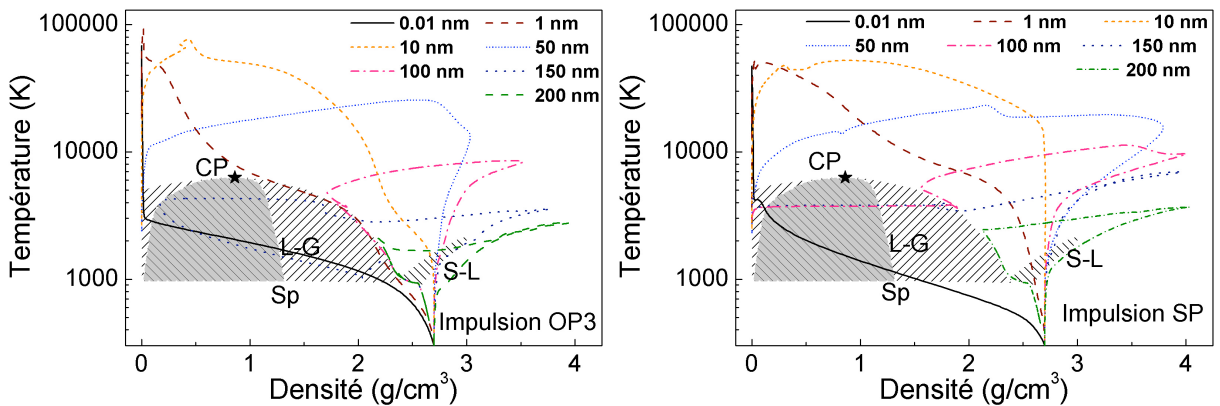 0.01 nm 1 nm
10 nm 50 nm
100 nm 150 nm
200 nm
100000
10000
1000
Température (K)
CP
L-G
S-L
Sp
Impulsion OP3
0 1 2 3 4
Densité (g/cm³)
0.01 nm 1 nm 10 nm
50 nm 100 nm 150 nm
200 nm
100000
10000
1000
Température (K)
CP
L-G
S-L
Sp
Impulsion SP
0 1 2 3 4
Densité (g/cm³)